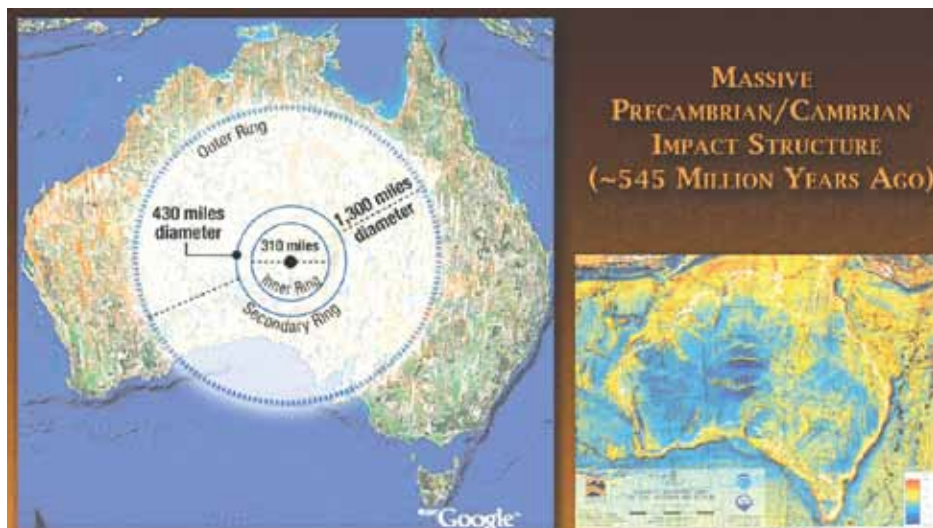 Outer Ring
430 miles
diameter
1,300 miles
diameter
310 miles
Inner Ring
Secondary Ring
Google
MASSIVE
PRECAMBRIAN/CAMBRIAN
IMPACT STRUCTURE
(~545 MILLION YEARS AGO)